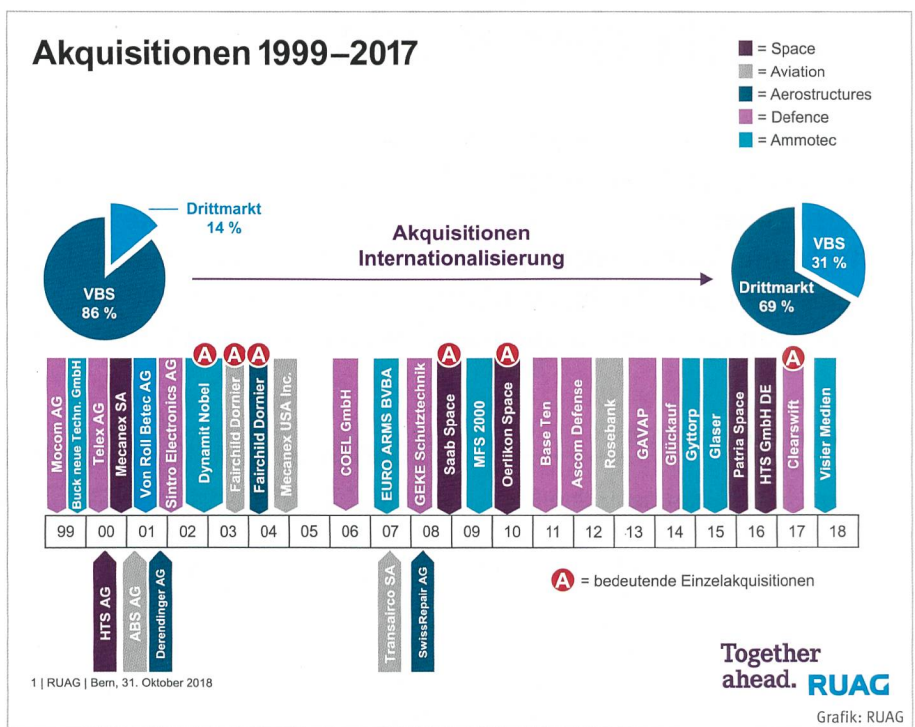 Akquisitionen 1999–2017
= Space
= Aviation
= Aerostructures
= Defence
= Ammotec
Drittmarkt
14 %
VBS
86 %
Akquisitionen
Internationalisierung
VBS
31 %
Drittmarkt
69 %
A
A
A
A
A
A
Mocom AG
Buck neue Techn. GmbH
Telex AG
Mecanex SA
Von Roll Betec AG
Sintro Electronics AG
Dynamit Nobel
Fairchild Dornier
Fairchild Dornier
Mecanex USA Inc.
COEL GmbH
EURO ARMS BVBA
GEKE Schutztechnik
Saab Space
MFS 2000
Oerlikon Space
Base Ten
Ascom Defense
Rosebank
GAVAP
Glückauf
Gyttorp
Glaser
Patria Space
HTS GmbH DE
Clearswift
Visier Medien
99 00 01 02 03 04 05 06 07 08 09 10 11 12 13 14 15 16 17 18
HTS AG
ABS AG
Derendinger AG
Transairco SA
SwissRepair AG
A = bedeutende Einzelakquisitionen
Together
ahead. RUAG
1 | RUAG | Bern, 31. Oktober 2018
Grafik: RUAG